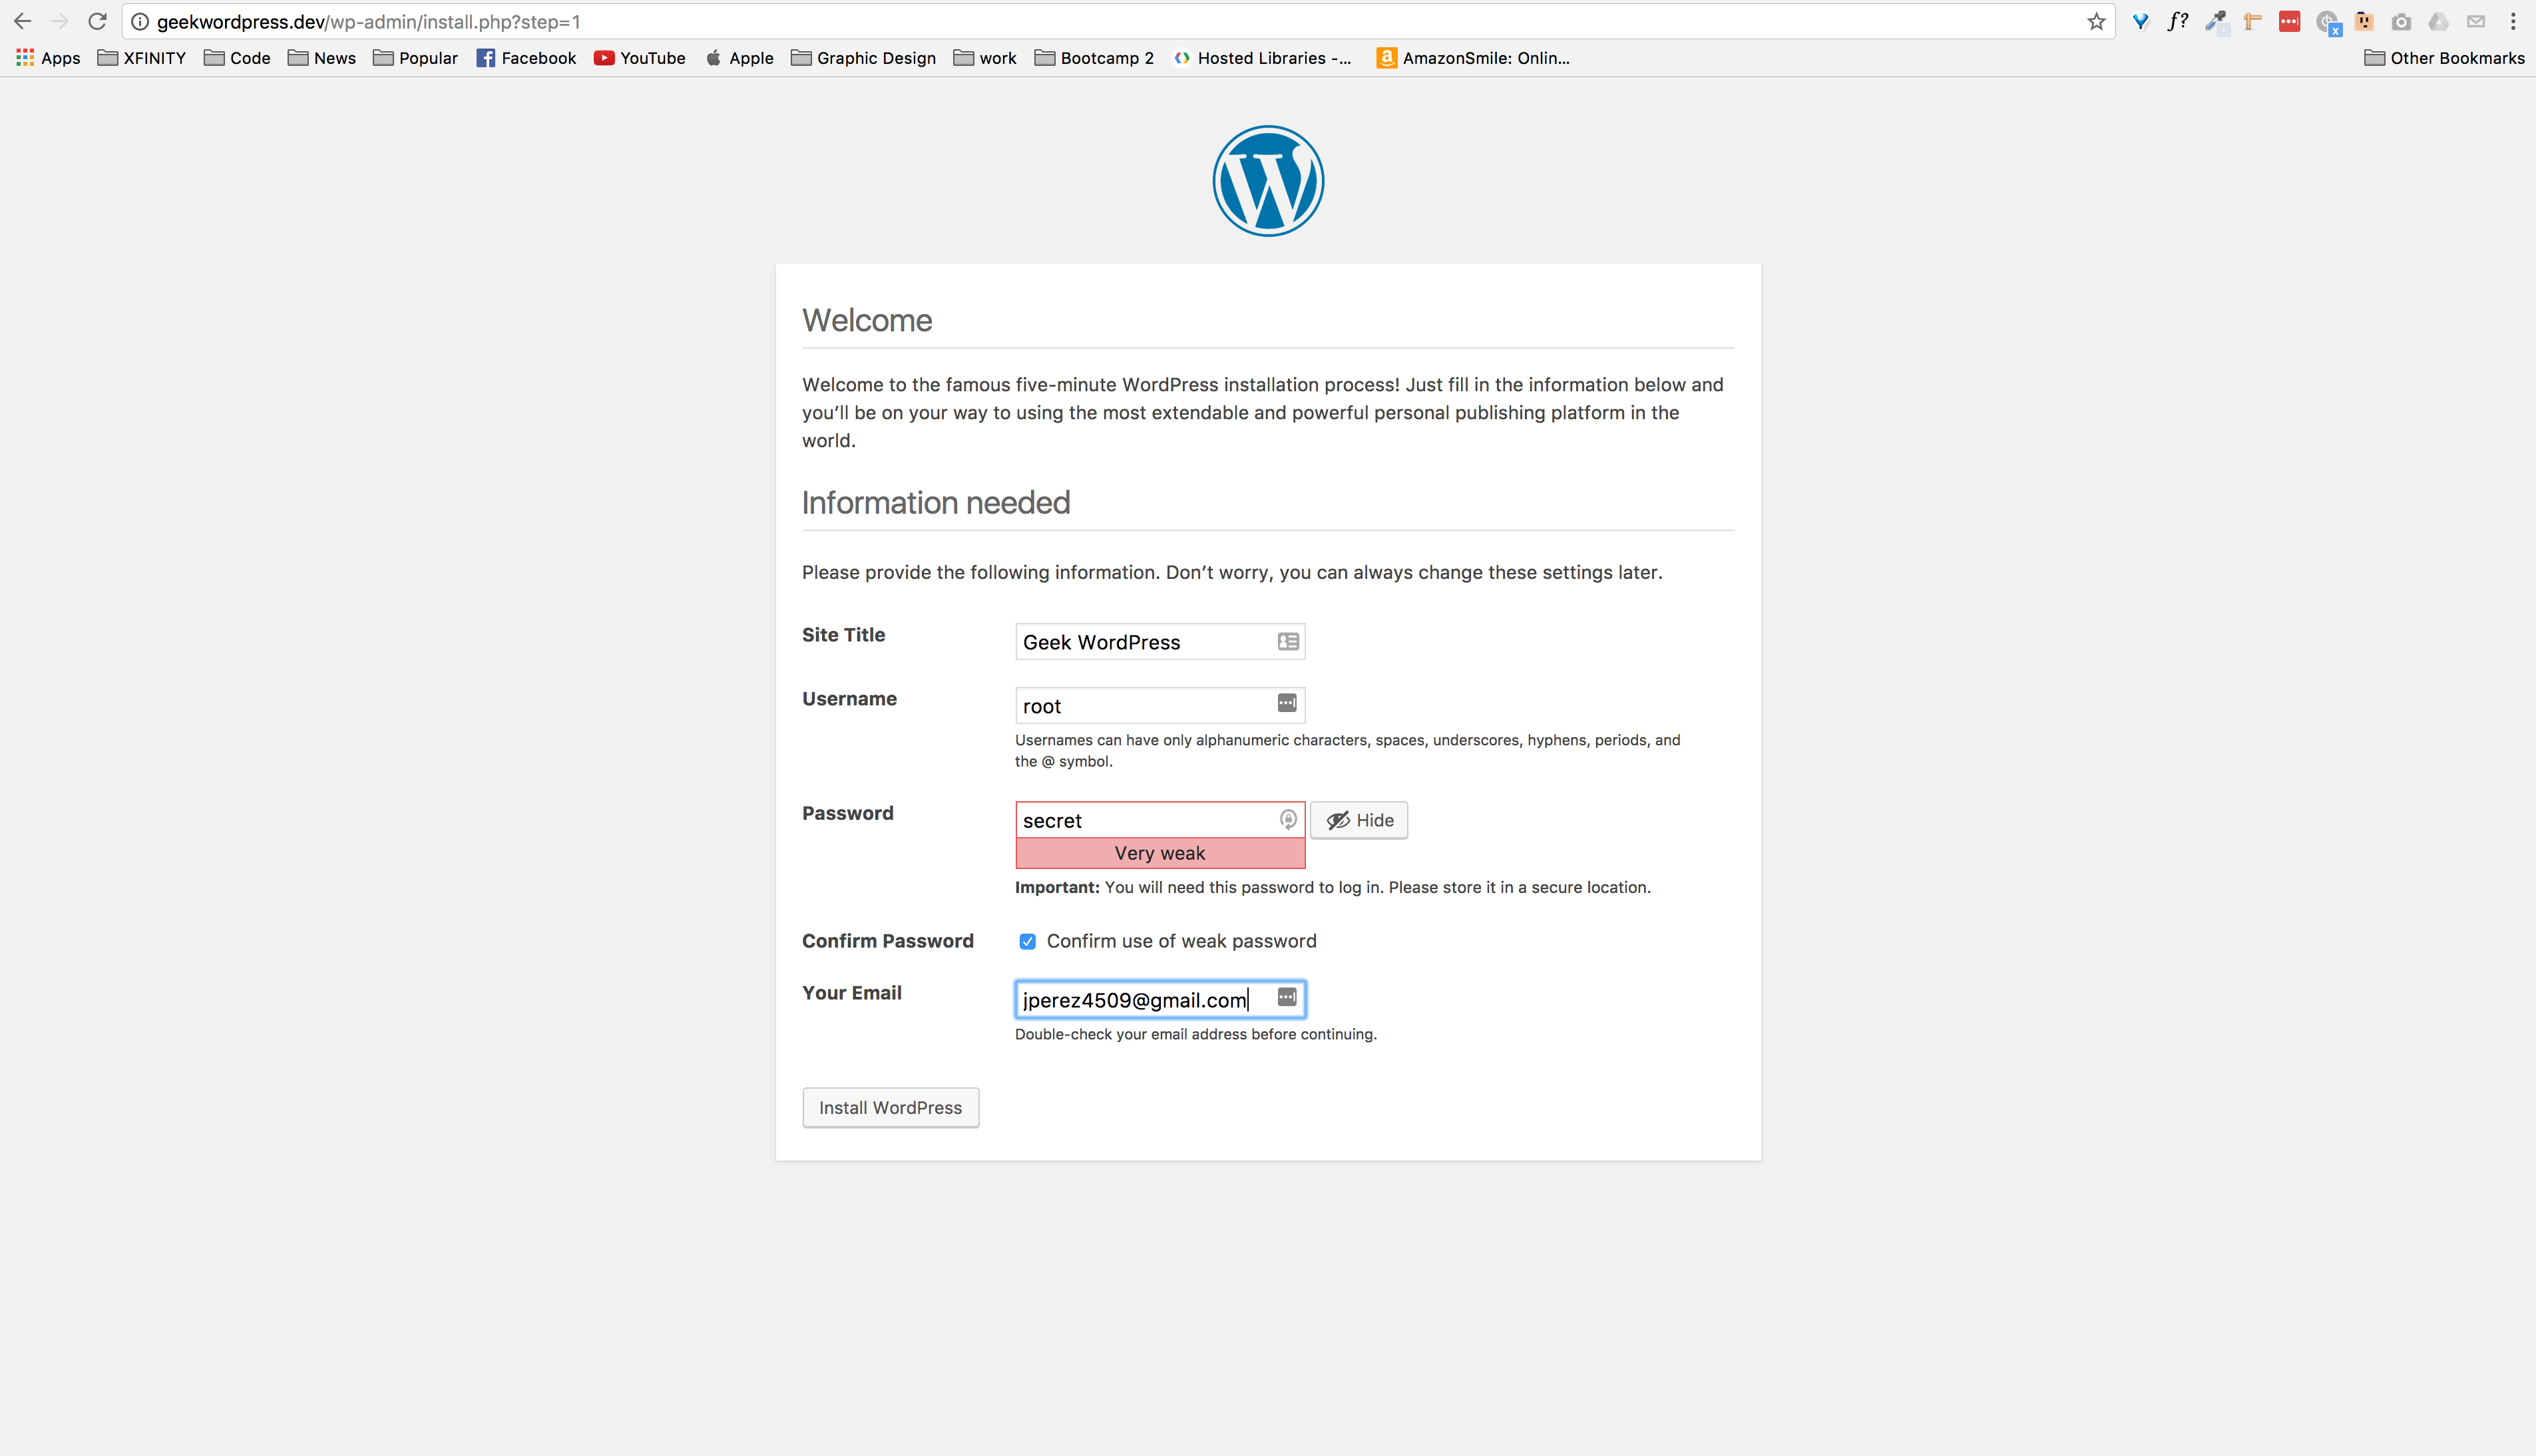 geekwordpress.dev/wp-admin/install.php?step=1
f?
Apps XFINITY Code News Popular Facebook YouTube Apple Graphic Design work Bootcamp 2 Hosted Libraries -... AmazonSmile: Onlin... Other Bookmarks
W
Welcome
Welcome to the famous five-minute WordPress installation process! Just fill in the information below and
you’ll be on your way to using the most extendable and powerful personal publishing platform in the
world.
Information needed
Please provide the following information. Don’t worry, you can always change these settings later.
Site Title Geek WordPress
Username root
Usernames can have only alphanumeric characters, spaces, underscores, hyphens, periods, and
the @ symbol.
Password secret Hide
Very weak
Important: You will need this password to log in. Please store it in a secure location.
Confirm Password Confirm use of weak password
Your Email jperez4509@gmail.com
Double-check your email address before continuing.
Install WordPress